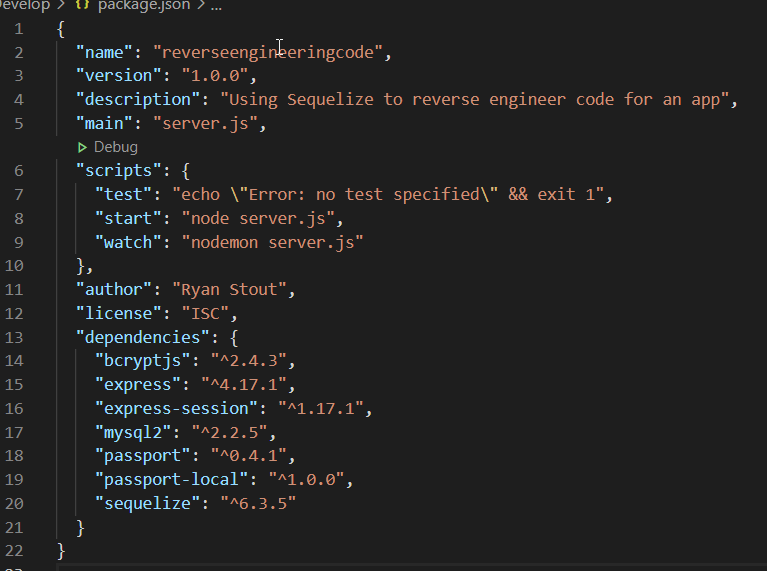 evelop > {} package.json > ...
1 {
2 "name": "reverseengineeringcode",
3 "version": "1.0.0",
4 "description": "Using Sequelize to reverse engineer code for an app",
5 "main": "server.js",
Debug
6 "scripts": {
7 "test": "echo \"Error: no test specified\" && exit 1",
8 "start": "node server.js",
9 "watch": "nodemon server.js"
10 },
11 "author": "Ryan Stout",
12 "license": "ISC",
13 "dependencies": {
14 "bcryptjs": "^2.4.3",
15 "express": "^4.17.1",
16 "express-session": "^1.17.1",
17 "mysql2": "^2.2.5",
18 "passport": "^0.4.1",
19 "passport-local": "^1.0.0",
20 "sequelize": "^6.3.5"
21 }
22 }